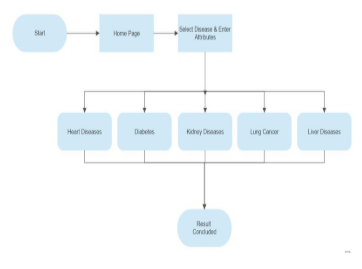 Start
Home Page
Select Disease & Enter
Attributes
Heart Diseases
Diabetes
Kidney Diseases
Lung Cancer
Liver Diseases
Result
Concluded